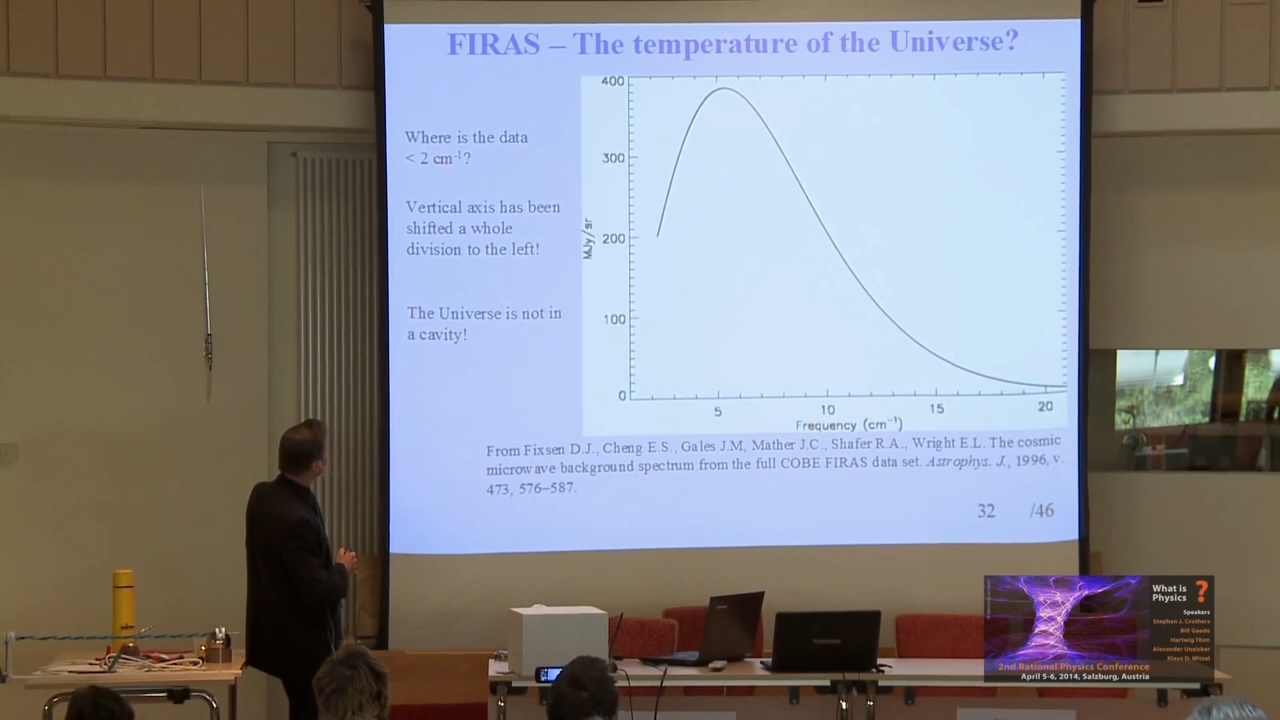 FIRAS – The temperature of the Universe?
Where is the data
< 2 cm⁻¹?
Vertical axis has been
shifted a whole
division to the left!
The Universe is not in
a cavity!
400
300
200
100
0
MJy/sr
5
10
15
20
Frequency (cm⁻¹)
From Fixsen D.J., Cheng E.S., Gales J.M, Mather J.C., Shafer R.A., Wright E.L. The cosmic
microwave background spectrum from the full COBE FIRAS data set. Astrophys. J., 1996, v.
473, 576–587.
32 /46
What is
Physics ?
Speakers
Stephen J. Crothers
Bill Gaede
Hertwig Thim
Alexander Unzicker
Klaus D. Witzel
2nd Rational Physics Conference
April 5-6, 2014, Salzburg, Austria